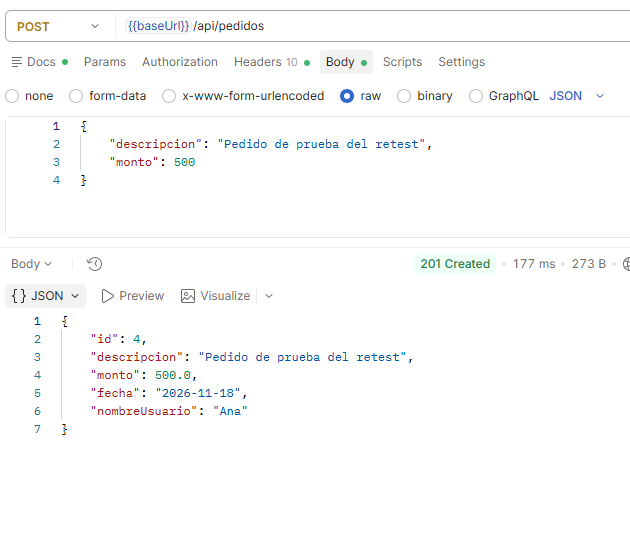 POST {{baseUrl}} /api/pedidos
Docs Params Authorization Headers 10 Body Scripts Settings
none form-data x-www-form-urlencoded raw binary GraphQL JSON
1 {
2 "descripcion": "Pedido de prueba del retest",
3 "monto": 500
4 }
Body 201 Created 177 ms 273 B
{} JSON Preview Visualize
1 {
2 "id": 4,
3 "descripcion": "Pedido de prueba del retest",
4 "monto": 500.0,
5 "fecha": "2026-11-18",
6 "nombreUsuario": "Ana"
7 }